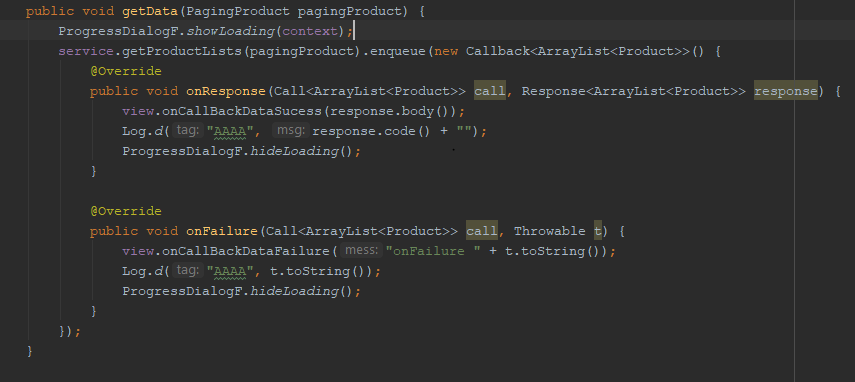 public void getData(PagingProduct pagingProduct) {
ProgressDialogF.showLoading(context);
service.getProductLists(pagingProduct).enqueue(new Callback<ArrayList<Product>>() {
@Override
public void onResponse(Call<ArrayList<Product>> call, Response<ArrayList<Product>> response) {
view.onCallBackDataSucess(response.body());
Log.d( tag: "AAAA",  msg: response.code() + "");
ProgressDialogF.hideLoading();
}
@Override
public void onFailure(Call<ArrayList<Product>> call, Throwable t) {
view.onCallBackDataFailure( mess: "onFailure " + t.toString());
Log.d( tag: "AAAA", t.toString());
ProgressDialogF.hideLoading();
}
});
}